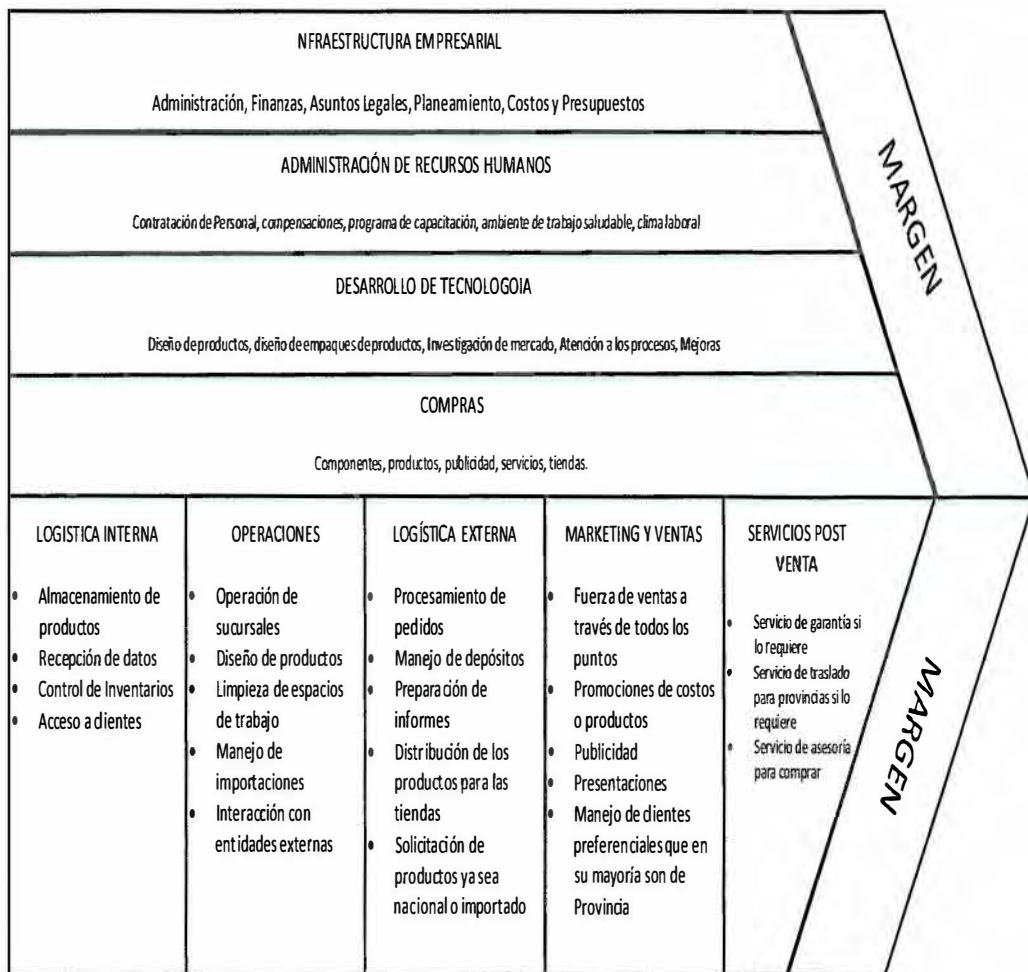 NFRAESTRUCTURA EMPRESARIAL
Administración, Finanzas, Asuntos Legales, Planeamiento, Costos y Presupuestos
ADMINISTRACIÓN DE RECURSOS HUMANOS
Contratación de Personal, compensaciones, programa de capacitación, ambiente de trabajo saludable, clima laboral
DESARROLLO DE TECNOLOGOIA
Diseño de productos, diseño de empaques de productos, Investigación de mercado, Atención a los procesos, Mejoras
COMPRAS
Componentes, productos, publicidad, servicios, tiendas.
MARGEN
LOGISTICA INTERNA
• Almacenamiento de
productos
• Recepción de datos
• Control de Inventarios
• Acceso a clientes
OPERACIONES
• Operación de
sucursales
• Diseño de productos
• Limpieza de espacios
de trabajo
• Manejo de
importaciones
• Interacción con
entidades externas
LOGÍSTICA EXTERNA
• Procesamiento de
pedidos
• Manejo de depósitos
• Preparación de
informes
• Distribución de los
productos para las
tiendas
• Solicitación de
productos ya sea
nacional o importado
MARKETING Y VENTAS
• Fuerza de ventas a
través de todos los
puntos
• Promociones de costos
o productos
• Publicidad
• Presentaciones
• Manejo de clientes
preferenciales que en
su mayoría son de
Provincia
SERVICIOS POST
VENTA
• Servicio de garantía si
lo requiere
• Servicio de traslado
para provincias si lo
requiere
• Servicio de asesoría
para comprar
MARGEN